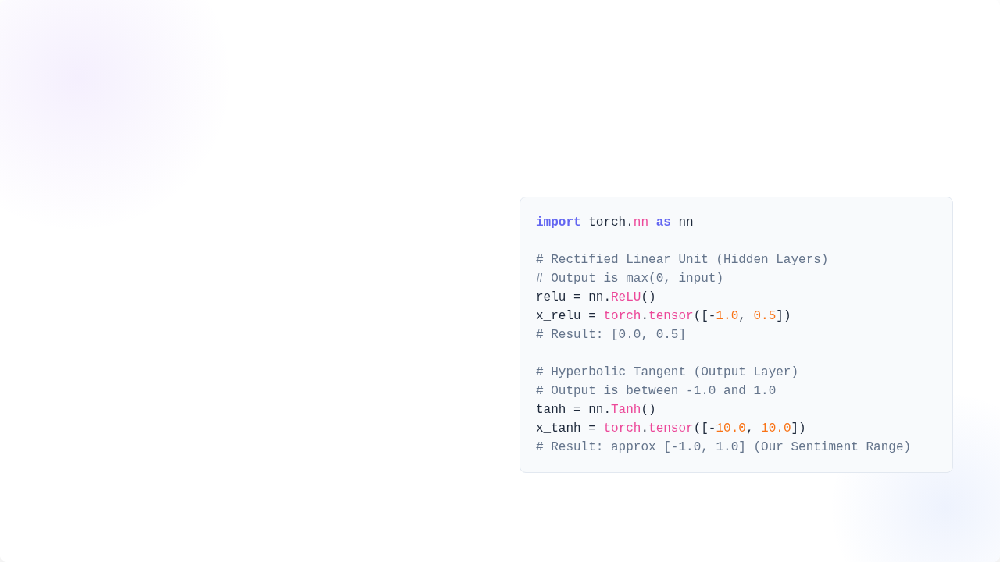 import torch.nn as nn
# Rectified Linear Unit (Hidden Layers)
# Output is max(0, input)
relu = nn.ReLU()
x_relu = torch.tensor([-1.0, 0.5])
# Result: [0.0, 0.5]
# Hyperbolic Tangent (Output Layer)
# Output is between -1.0 and 1.0
tanh = nn.Tanh()
x_tanh = torch.tensor([-10.0, 10.0])
# Result: approx [-1.0, 1.0] (Our Sentiment Range)